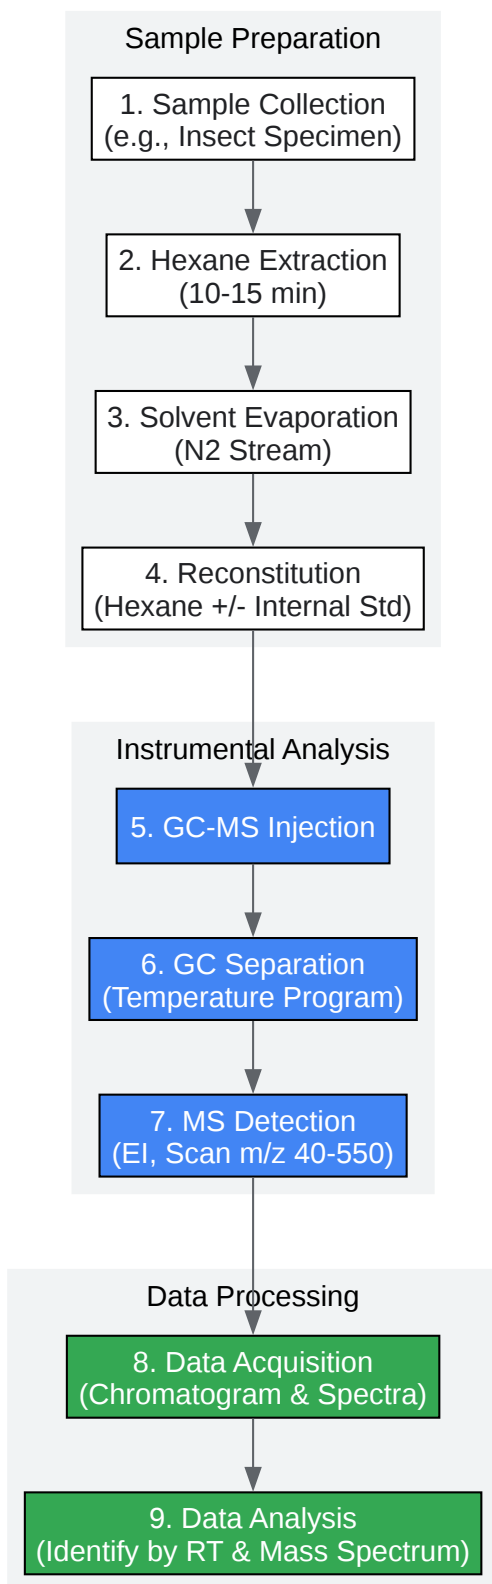 Sample Preparation
1. Sample Collection
(e.g., Insect Specimen)
2. Hexane Extraction
(10-15 min)
3. Solvent Evaporation
(N2 Stream)
4. Reconstitution
(Hexane +/- Internal Std)
Instrumental Analysis
5. GC-MS Injection
6. GC Separation
(Temperature Program)
7. MS Detection
(EI, Scan m/z 40-550)
Data Processing
8. Data Acquisition
(Chromatogram & Spectra)
9. Data Analysis
(Identify by RT & Mass Spectrum)